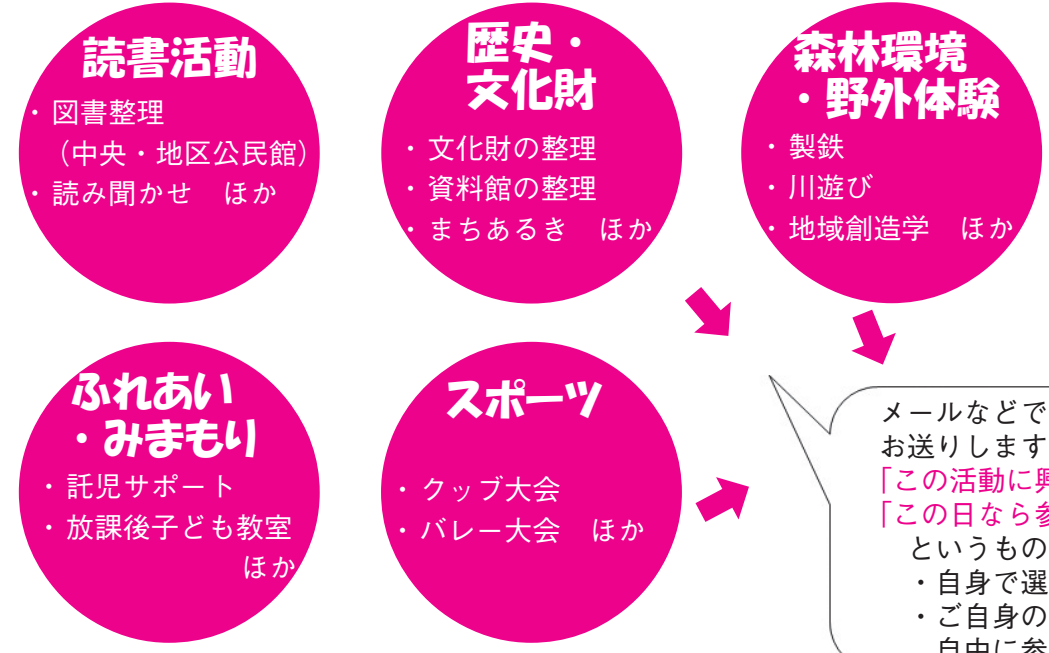 読書活動
・図書整理
（中央・地区公民館）
・読み聞かせ　ほか
歴史・
文化財
・文化財の整理
・資料館の整理
・まちあるき　ほか
森林環境
・野外体験
・製鉄
・川遊び
・地域創造学　ほか
ふれあい
・みまもり
・託児サポート
・放課後子ども教室
ほか
スポーツ
・クッブ大会
・バレー大会　ほか
メールなどで
お送りします
「この活動に興
「この日なら参
というもの
・自身で選
・ご自身の
自由に参